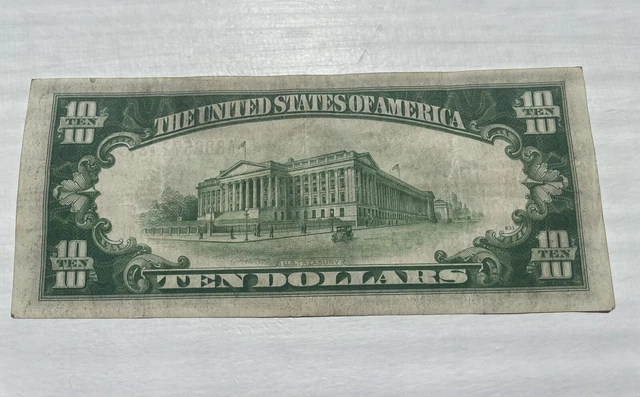 THE UNITED STATES OF AMERICA
10 TEN 10
10 TEN 10
U.S. TREASURY
10 TEN 10
10 TEN 10
TEN DOLLARS